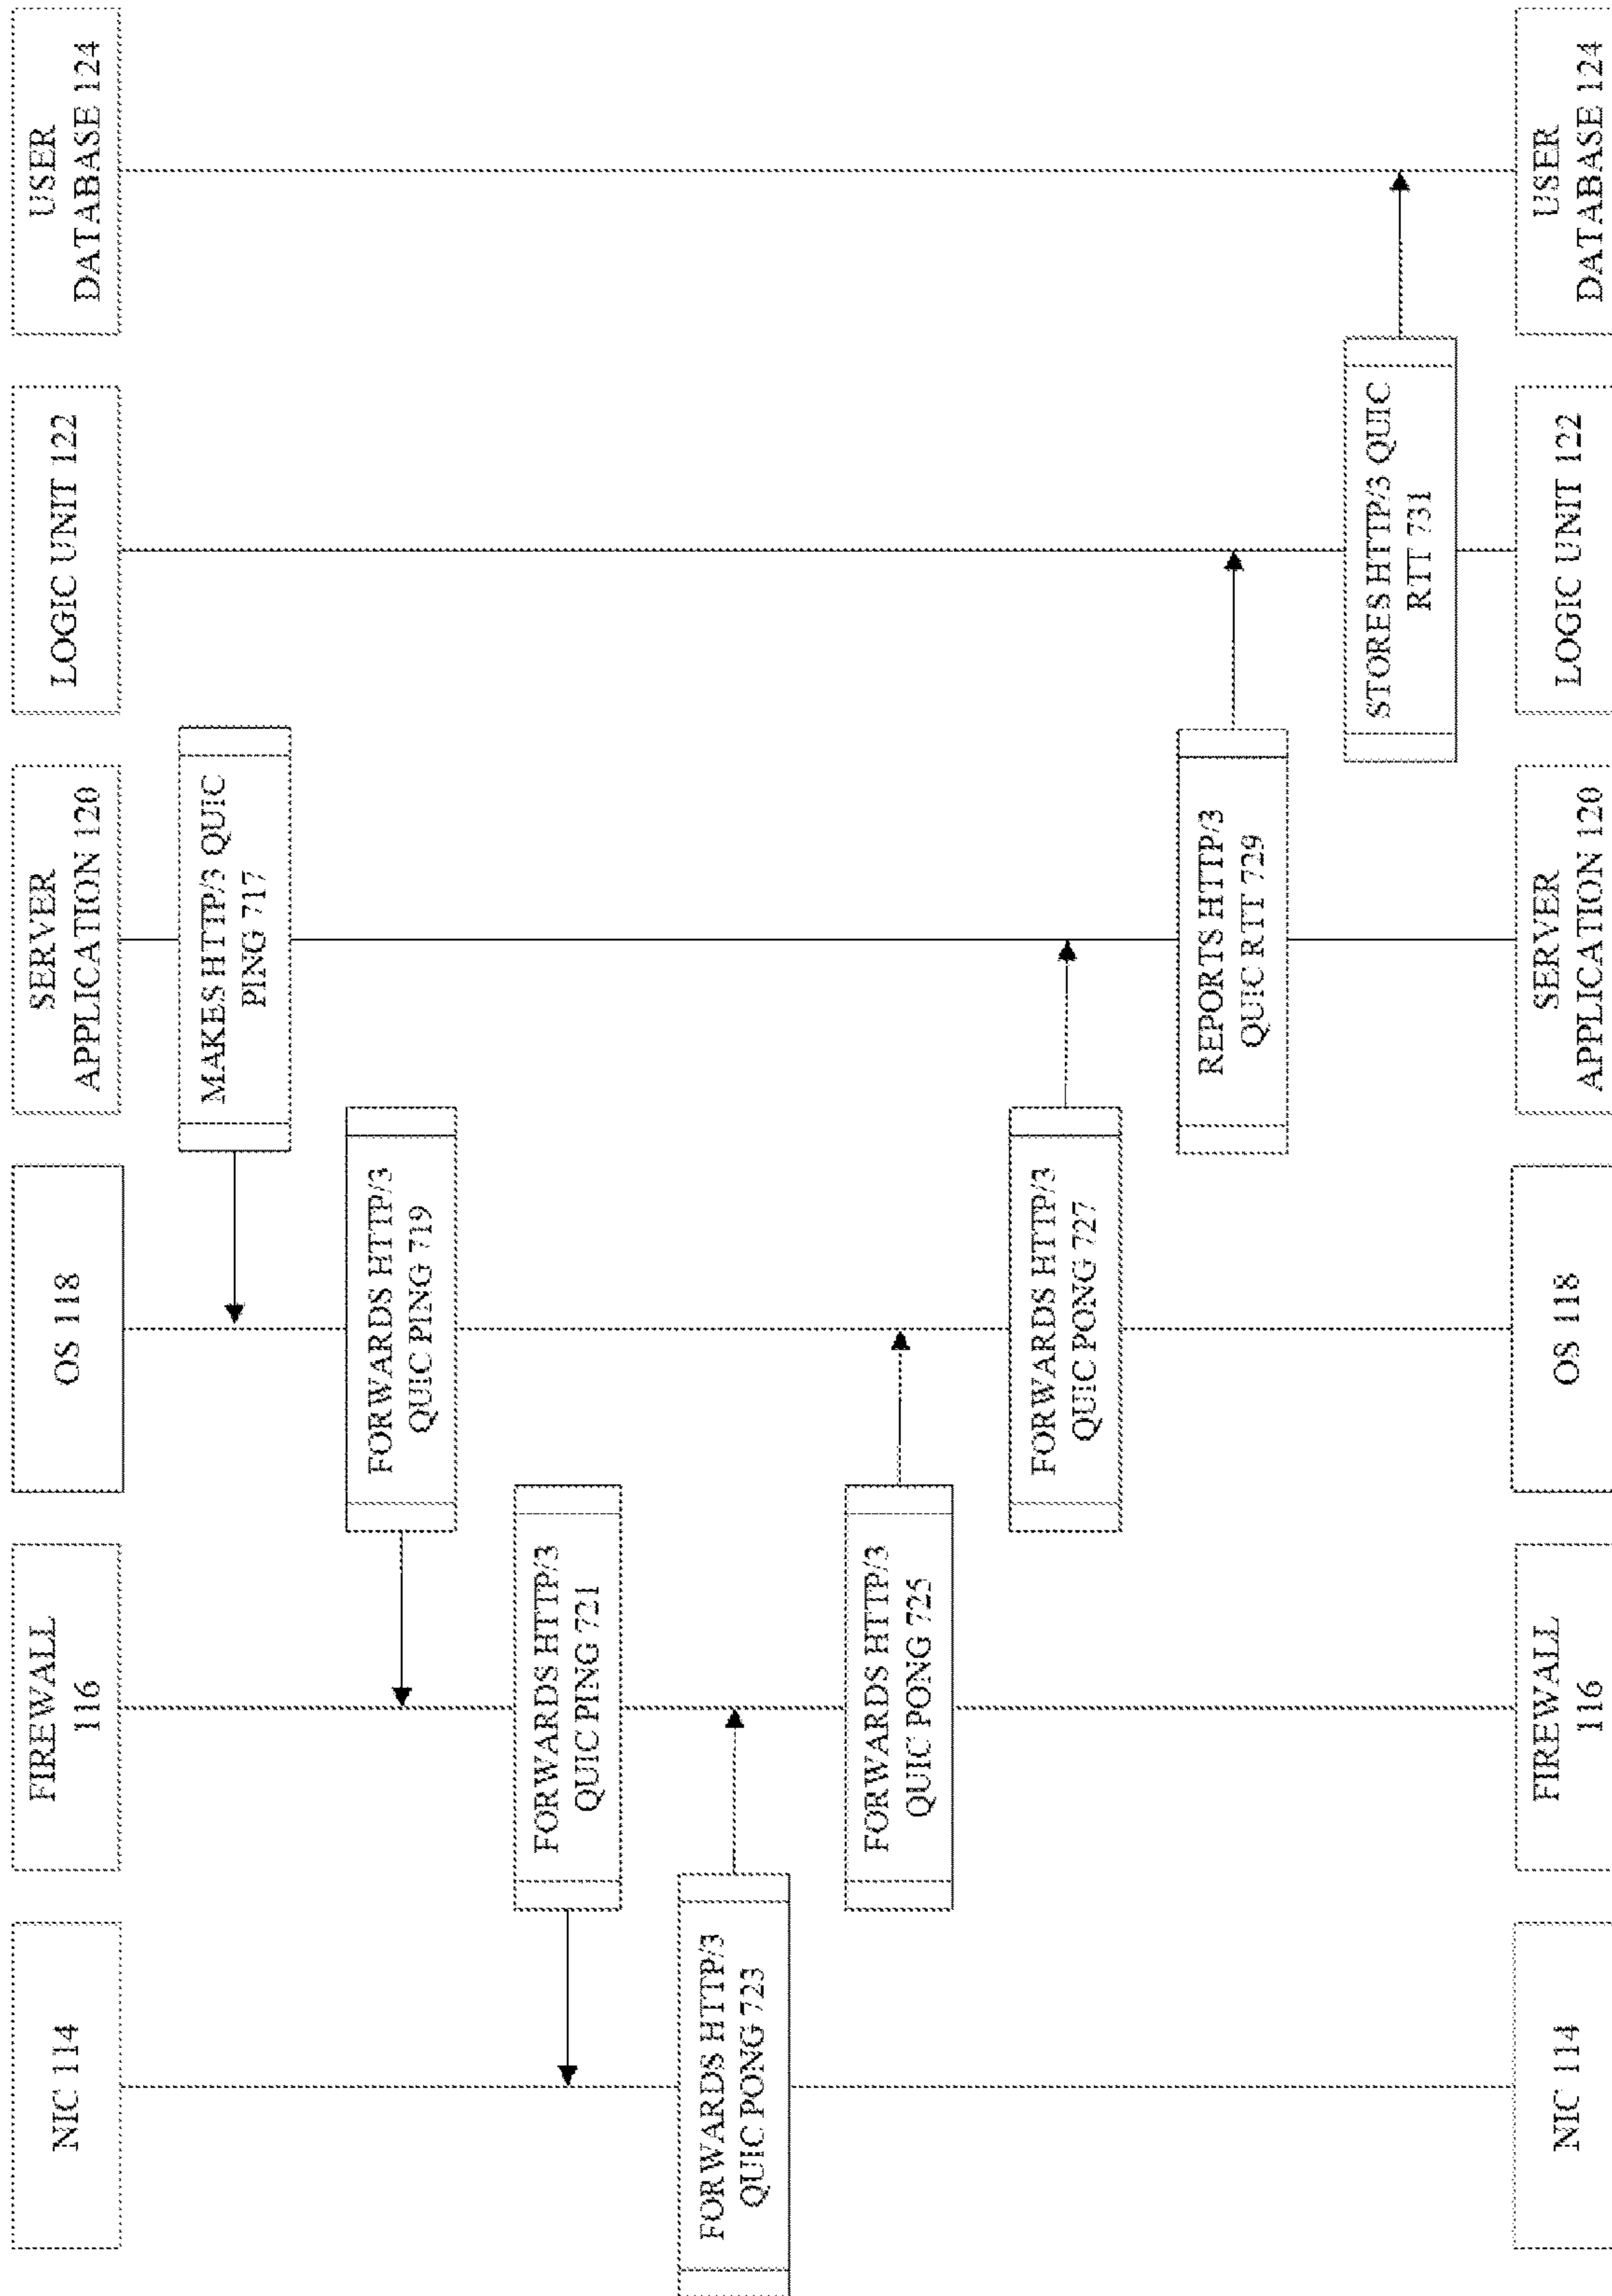 NIC 114
FIREWALL
116
OS 118
SERVER
APPLICATION 120
LOGIC UNIT 122
USER
DATABASE 124
MAKES HTTP/3 QUIC
PING 717
FORWARDS HTTP/3
QUIC PING 719
FORWARDS HTTP/3
QUIC PING 721
FORWARDS HTTP/3
QUIC PONG 723
FORWARDS HTTP/3
QUIC PONG 725
FORWARDS HTTP/3
QUIC PONG 727
REPORTS HTTP/3
QUIC RTT 729
STORES HTTP/3 QUIC
RTT 731
NIC 114
FIREWALL
116
OS 118
SERVER
APPLICATION 120
LOGIC UNIT 122
USER
DATABASE 124